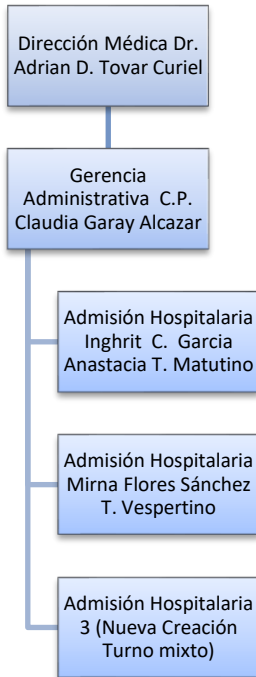 Dirección Médica Dr.
Adrian D. Tovar Curiel
Gerencia
Administrativa C.P.
Claudia Garay Alcazar
Admisión Hospitalaria
Inghrit C. Garcia
Anastacia T. Matutino
Admisión Hospitalaria
Mirna Flores Sánchez
T. Vespertino
Admisión Hospitalaria
3 (Nueva Creación
Turno mixto)